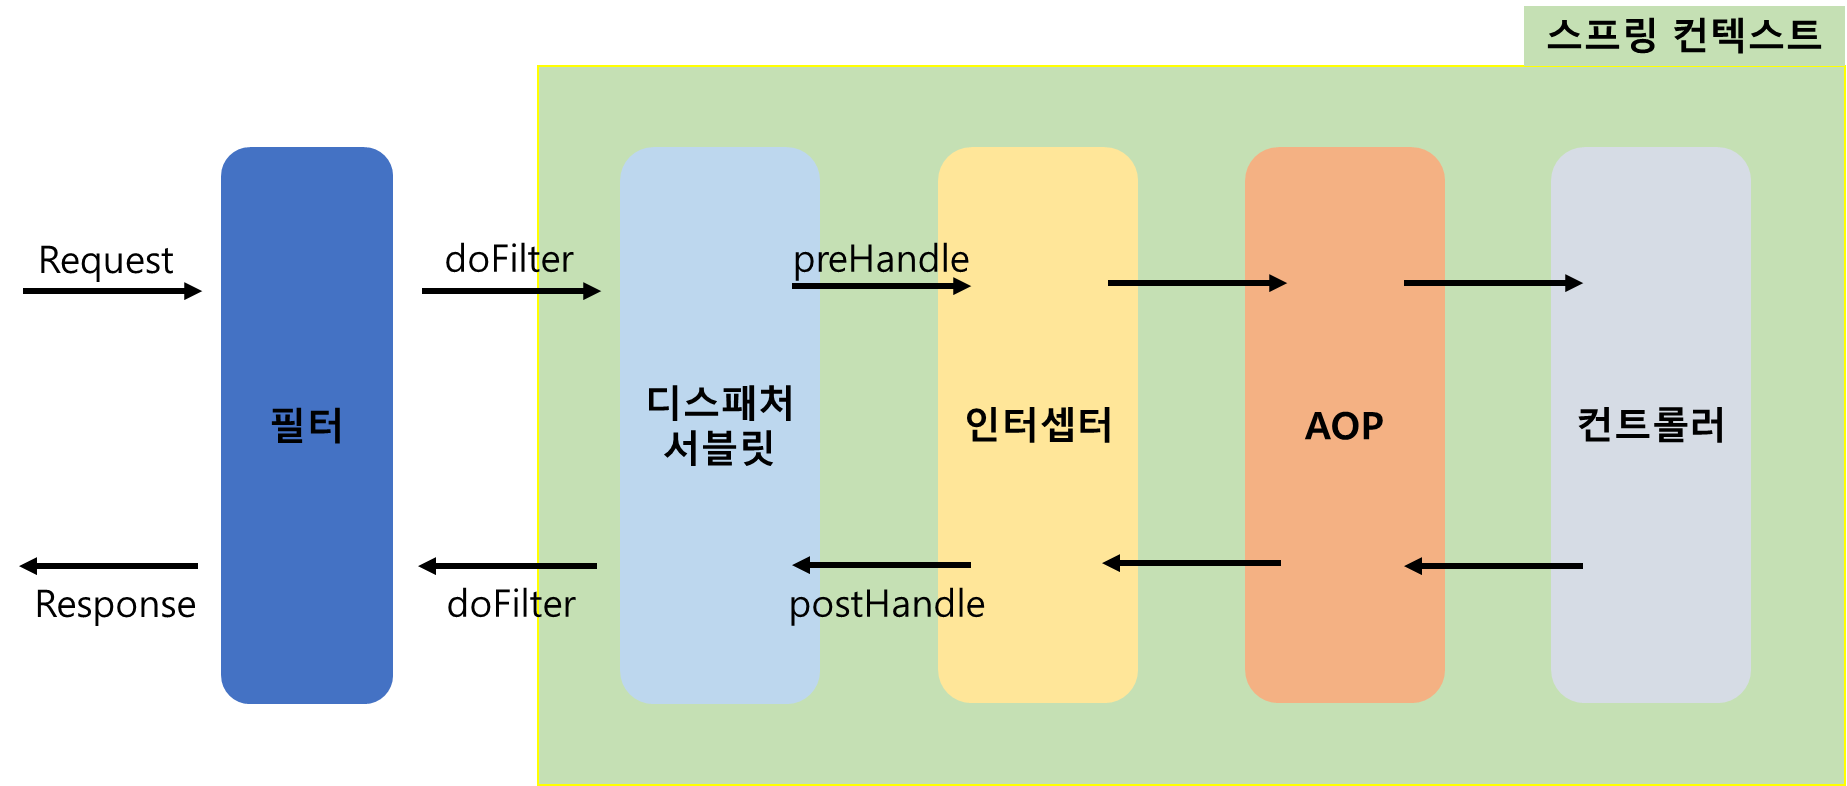 스프링 컨텍스트
Request
doFilter
preHandle
필터
디스패처
서블릿
인터셉터
AOP
컨트롤러
Response
doFilter
postHandle